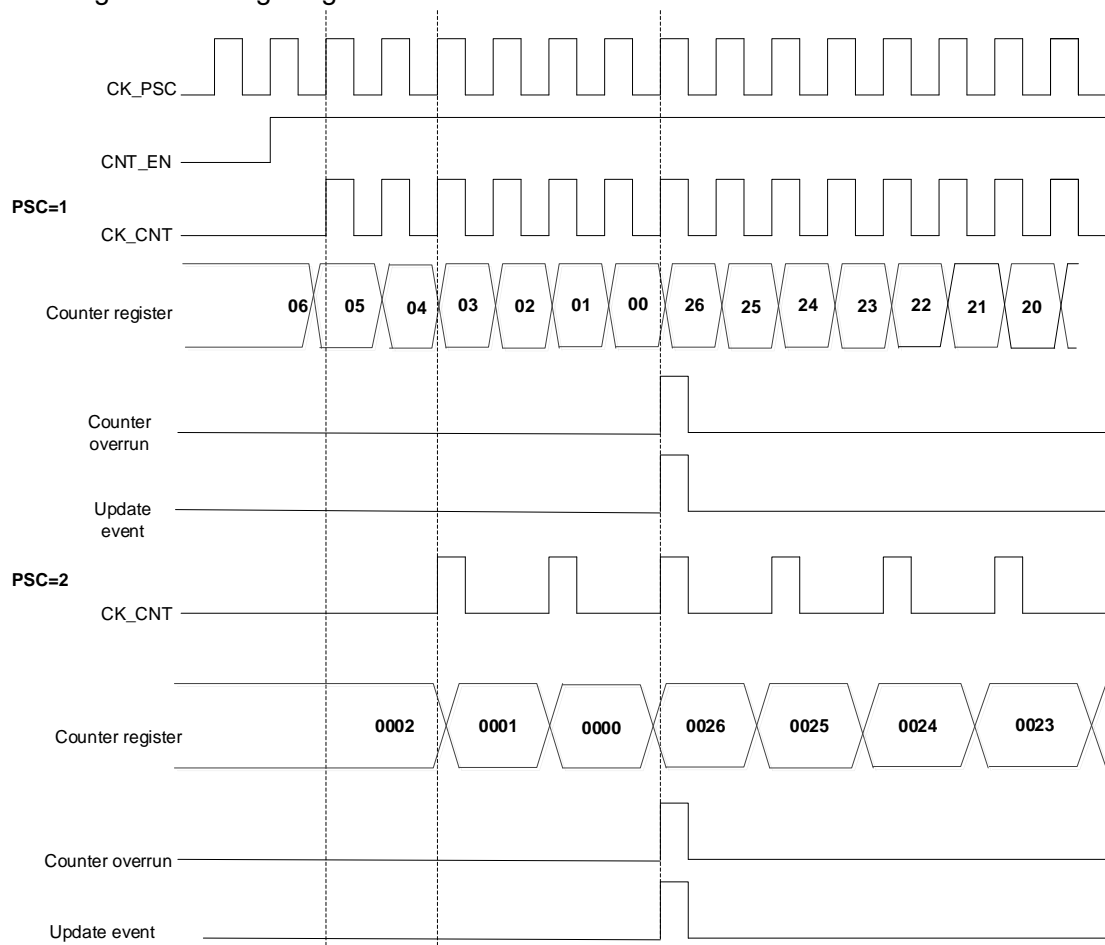 CK_PSC
CNT_EN
PSC=1
CK_CNT
Counter register
06 05 04 03 02 01 00 26 25 24 23 22 21 20
Counter
overrun
Update
event
PSC=2
CK_CNT
Counter register
0002 0001 0000 0026 0025 0024 0023
Counter overrun
Update event